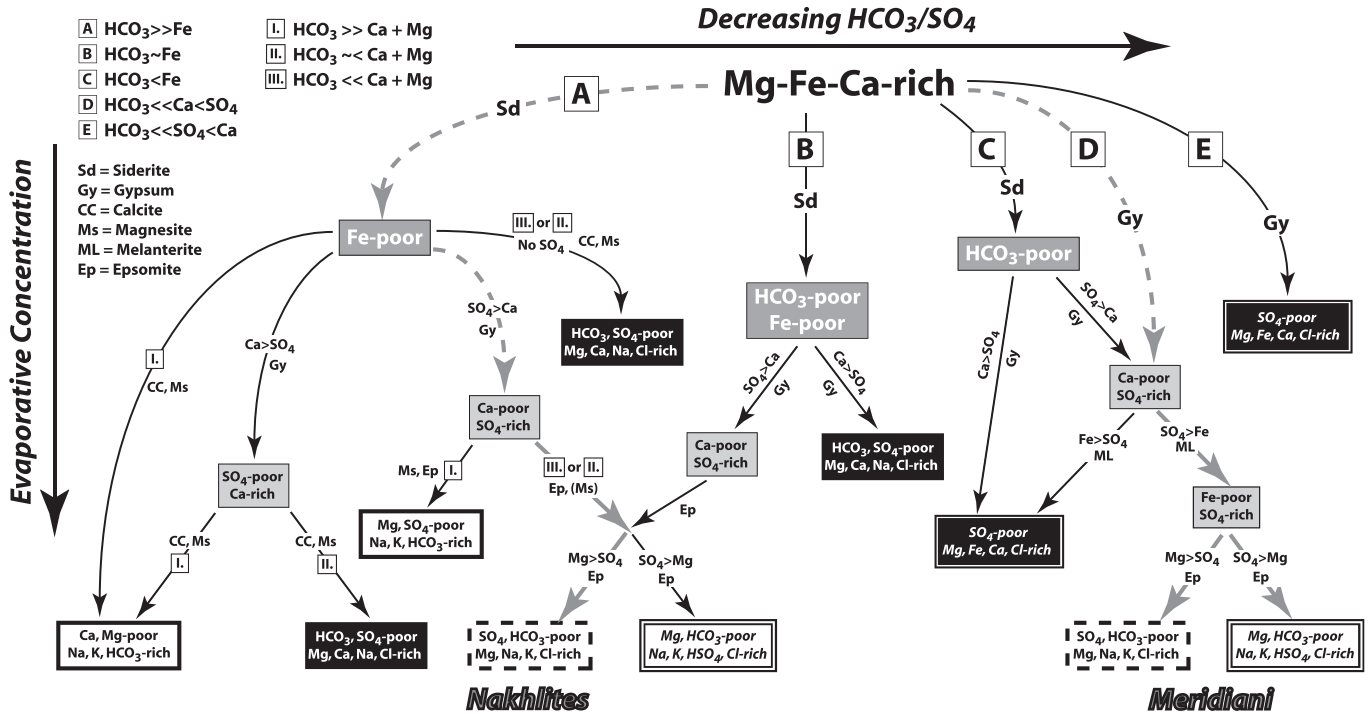 Decreasing HCO3/SO4
A HCO3>>Fe
B HCO3~Fe
C HCO3<Fe
D HCO3<<Ca<SO4
E HCO3<<SO4<Ca
I. HCO3 >> Ca + Mg
II. HCO3 ~< Ca + Mg
III. HCO3 << Ca + Mg
Evaporative Concentration
Sd = Siderite
Gy = Gypsum
CC = Calcite
Ms = Magnesite
ML = Melanterite
Ep = Epsomite
Mg-Fe-Ca-rich
A
Sd
B
Sd
C
Sd
D
Gy
E
Gy
Fe-poor
III. or II.
No SO4
CC, Ms
HCO3-poor
HCO3-poor
Fe-poor
SO4-poor
Mg, Fe, Ca, Cl-rich
I.
CC, Ms
Ca>SO4
Gy
SO4>Ca
Gy
HCO3, SO4-poor
Mg, Ca, Na, Cl-rich
SO4>Ca
Gy
Ca>SO4
Gy
Ca>SO4
Gy
SO4>Ca
Gy
Ca-poor
SO4-rich
Ca-poor
SO4-rich
Ca-poor
SO4-rich
HCO3, SO4-poor
Mg, Ca, Na, Cl-rich
Fe>SO4
ML
SO4>Fe
ML
SO4-poor
Ca-rich
Ms, Ep I.
III. or II.
Ep, (Ms)
Ep
Fe-poor
SO4-rich
Mg, SO4-poor
Na, K, HCO3-rich
SO4-poor
Mg, Fe, Ca, Cl-rich
CC, Ms
I.
CC, Ms
II.
Mg>SO4
Ep
SO4>Mg
Ep
Mg>SO4
Ep
SO4>Mg
Ep
Ca, Mg-poor
Na, K, HCO3-rich
HCO3, SO4-poor
Mg, Ca, Na, Cl-rich
SO4, HCO3-poor
Mg, Na, K, Cl-rich
Mg, HCO3-poor
Na, K, HSO4, Cl-rich
SO4, HCO3-poor
Mg, Na, K, Cl-rich
Mg, HCO3-poor
Na, K, HSO4, Cl-rich
Nakhlites
Meridiani